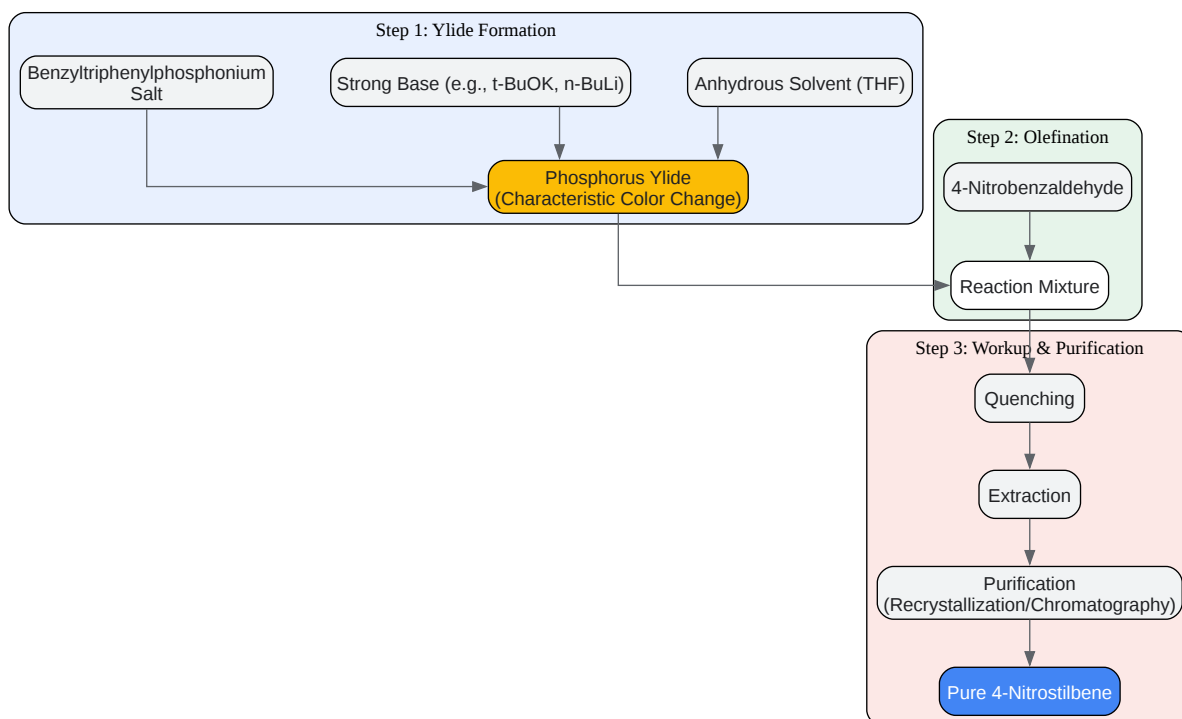 Step 1: Ylide Formation
Benzyltriphenylphosphonium
Salt
Strong Base (e.g., t-BuOK, n-BuLi)
Anhydrous Solvent (THF)
Phosphorus Ylide
(Characteristic Color Change)
Step 2: Olefination
4-Nitrobenzaldehyde
Reaction Mixture
Step 3: Workup & Purification
Quenching
Extraction
Purification
(Recrystallization/Chromatography)
Pure 4-Nitrostilbene